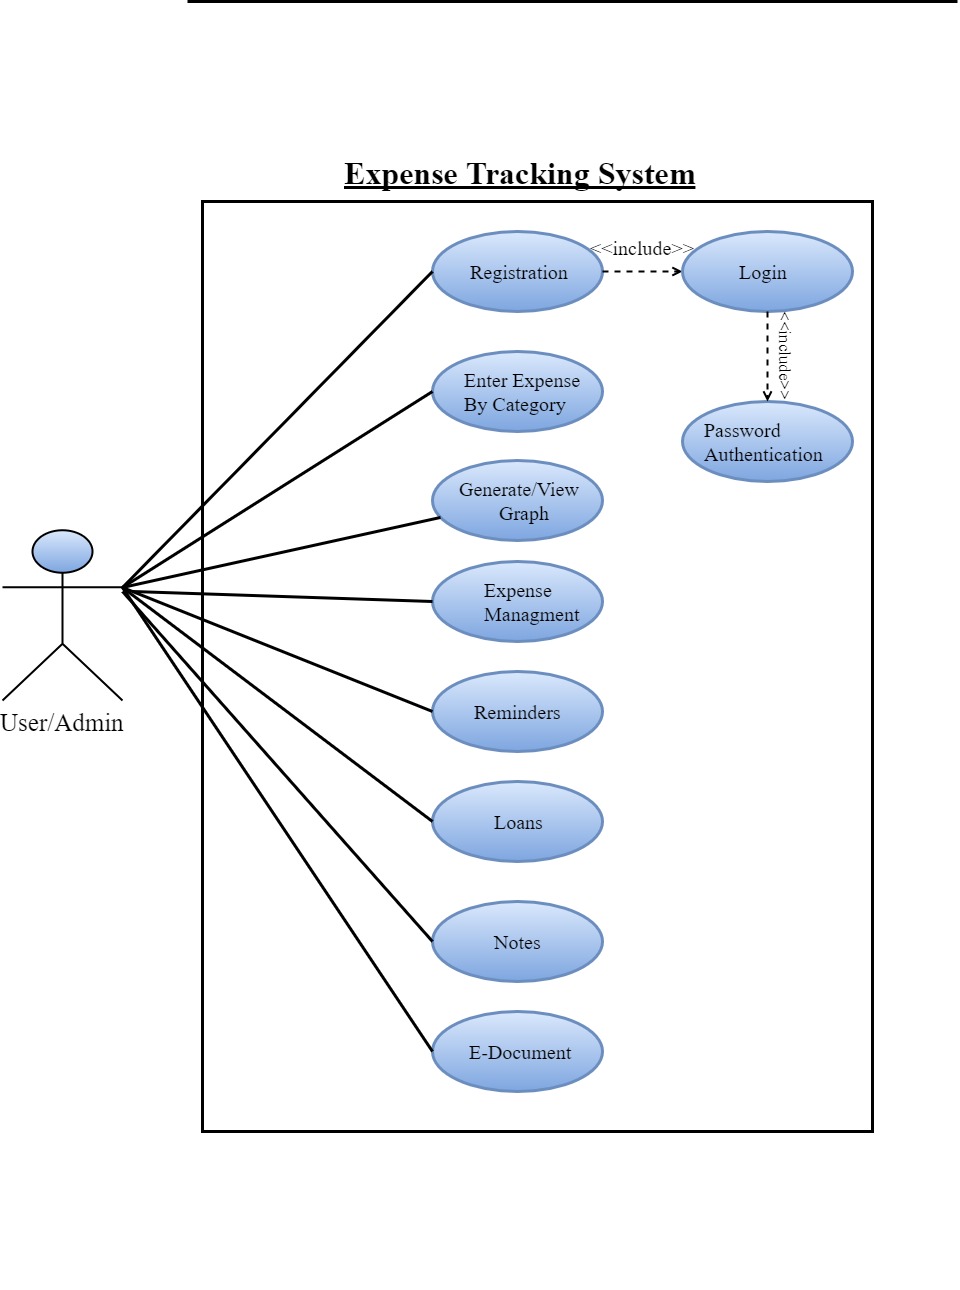 Expense Tracking System
Registration
<<include>>
Login
<<include>>
Enter Expense
By Category
Password
Authentication
Generate/View
Graph
Expense
Managment
User/Admin
Reminders
Loans
Notes
E-Document